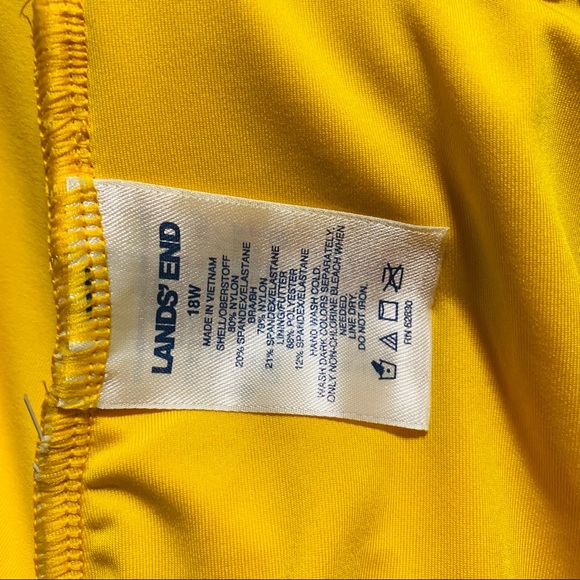 LANDS' END
18W
MADE IN VIETNAM
SHELL/OBERSTOFF
80% NYLON
20% SPANDEX/ELASTANE
BRA/BH
79% NYLON
21% SPANDEX/ELASTANE
LINING/FUTTER
88% POLYESTER
12% SPANDEX/ELASTANE
HAND WASH COLD.
WASH DARK COLORS SEPARATELY.
ONLY NON-CHLORINE BLEACH WHEN
NEEDED.
LINE DRY.
DO NOT IRON.
RN 62830